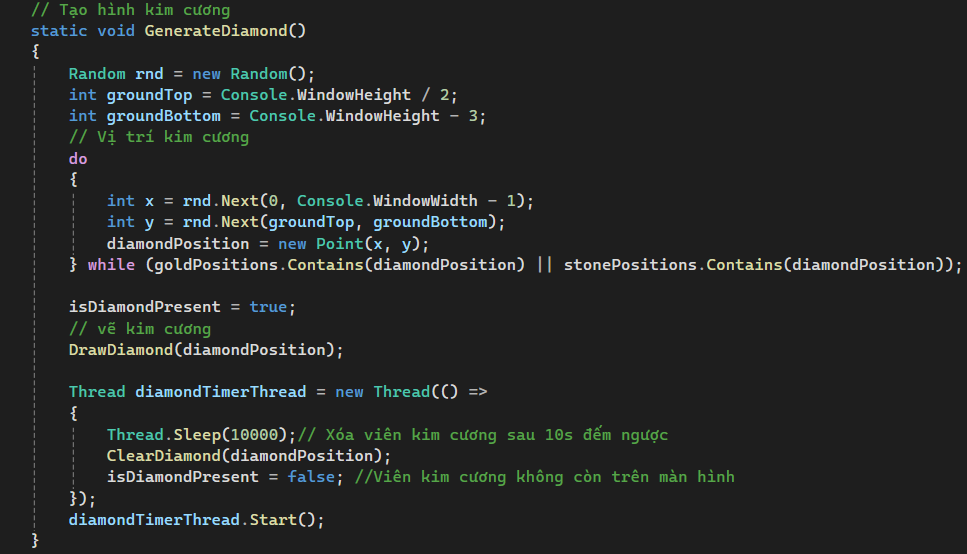 // Tạo hình kim cương
static void GenerateDiamond()
{
Random rnd = new Random();
int groundTop = Console.WindowHeight / 2;
int groundBottom = Console.WindowHeight - 3;
// Vị trí kim cương
do
{
int x = rnd.Next(0, Console.WindowWidth - 1);
int y = rnd.Next(groundTop, groundBottom);
diamondPosition = new Point(x, y);
} while (goldPositions.Contains(diamondPosition) || stonePositions.Contains(diamondPosition));
isDiamondPresent = true;
// vẽ kim cương
DrawDiamond(diamondPosition);
Thread diamondTimerThread = new Thread(() =>
{
Thread.Sleep(10000);// Xóa viên kim cương sau 10s đếm ngược
ClearDiamond(diamondPosition);
isDiamondPresent = false; //Viên kim cương không còn trên màn hình
});
diamondTimerThread.Start();
}